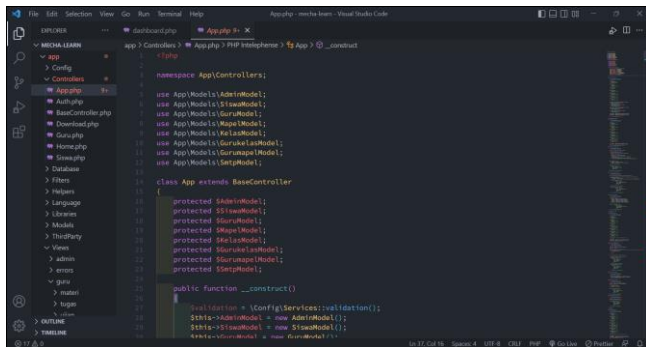 File Edit Selection View Go Run Terminal Help
App.php - mecha-learn - Visual Studio Code
EXPLORER
MECHA-LEARN
app
Config
Controllers
App.php 9+
Auth.php
BaseController.php
Download.php
Guru.php
Home.php
Siswa.php
Database
Filters
Helpers
Language
Libraries
Models
ThirdParty
Views
admin
errors
guru
materi
tugas
OUTLINE
TIMELINE
dashboard.php
App.php 9+
app > Controllers > App.php > PHP Intelephense > App > __construct
<?php
namespace App\Controllers;
use App\Models\AdminModel;
use App\Models\SiswaModel;
use App\Models\GuruModel;
use App\Models\MapelModel;
use App\Models\KelasModel;
use App\Models\GurukelasModel;
use App\Models\GurumapelModel;
use App\Models\SmtpModel;
class App extends BaseController
{
protected $AdminModel;
protected $SiswaModel;
protected $GuruModel;
protected $MapelModel;
protected $KelasModel;
protected $GurukelasModel;
protected $GurumapelModel;
protected $SmtpModel;
public function __construct()
{
$validation = \Config\Services::validation();
$this->AdminModel = new AdminModel();
$this->SiswaModel = new SiswaModel();
$this->GuruModel = new GuruModel();
Ln 37, Col 16 Spaces: 4 UTF-8 CRLF PHP Go Live Prettier